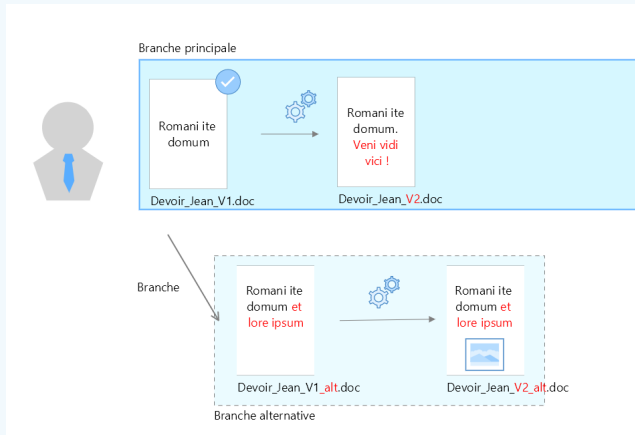 Branche principale
Romani ite
domum
Romani ite
domum.
Veni vidi
vici !
Devoir_Jean_V1.doc
Devoir_Jean_V2.doc
Branche
Romani ite
domum et
lore ipsum
Romani ite
domum et
lore ipsum
Devoir_Jean_V1_alt.doc
Devoir_Jean_V2_alt.doc
Branche alternative